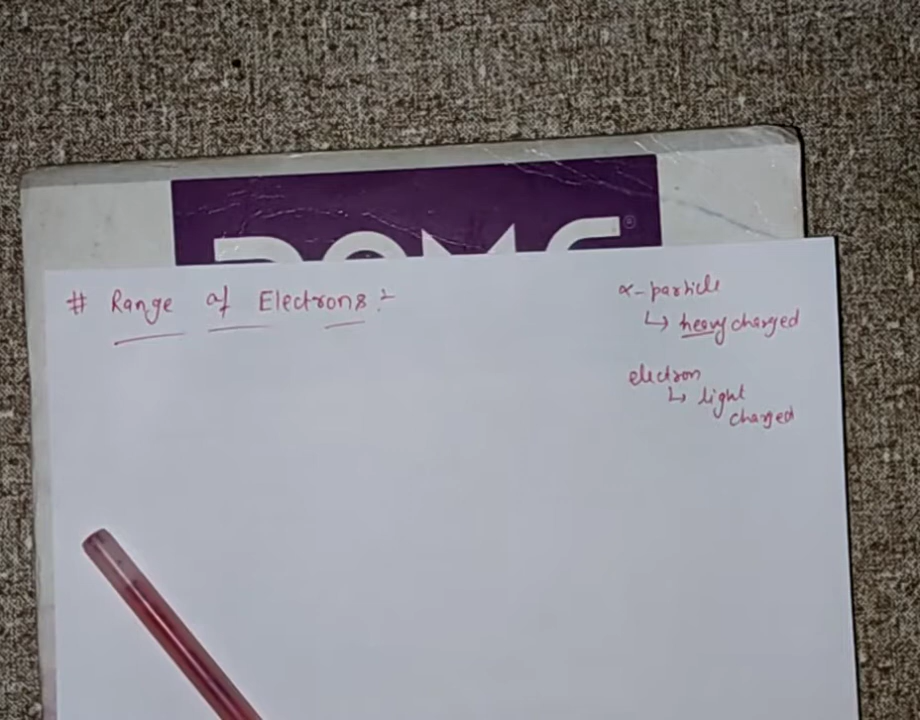 # Range of Electrons :-
α-particle
↳ heavy charged
electron
↳ light
charged